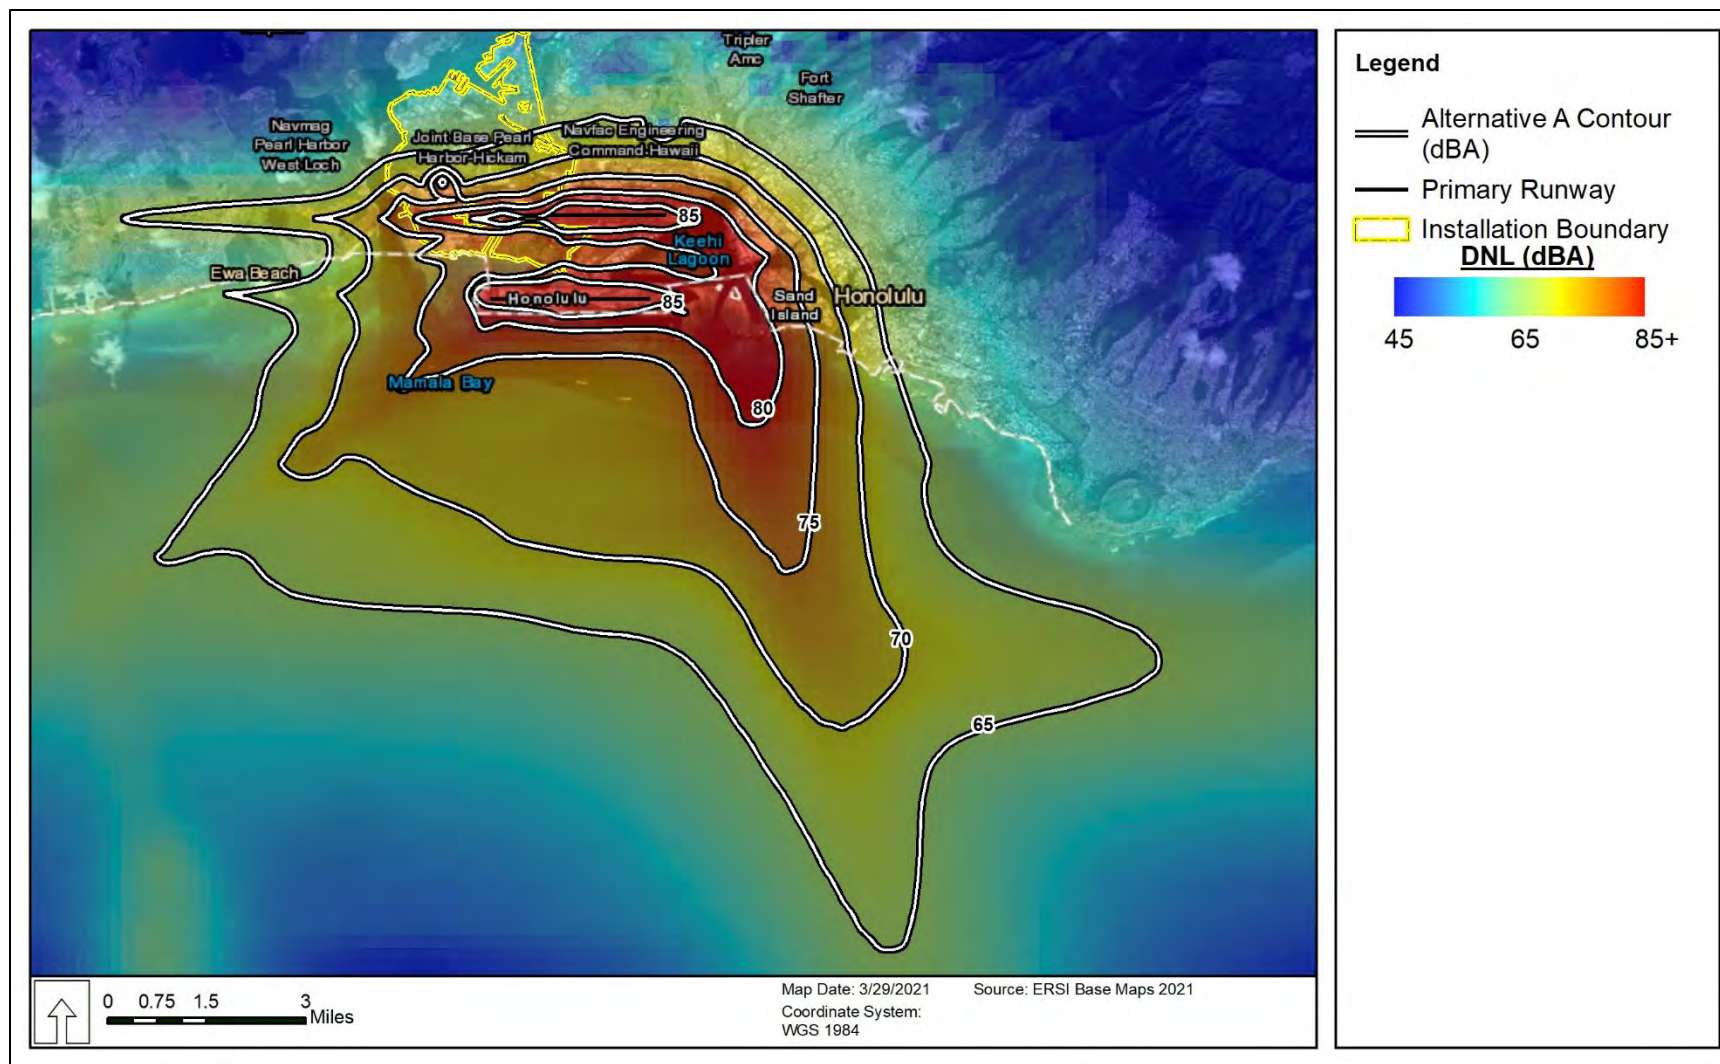 Tripler
Amc
Fort
Shafter
Navmag
Pearl Harbor
West Loch
Joint Base Pearl
Harbor-Hickam
Navfac Engineering
Command-Hawaii
85
Keehi
Lagoon
Ewa Beach
Honolulu
85
Sand
Island
Honolulu
Mamala Bay
80
75
70
65
Legend
Alternative A Contour
(dBA)
Primary Runway
Installation Boundary
DNL (dBA)
45
65
85+
0
0.75
1.5
3
Miles
Map Date: 3/29/2021
Source: ERSI Base Maps 2021
Coordinate System:
WGS 1984